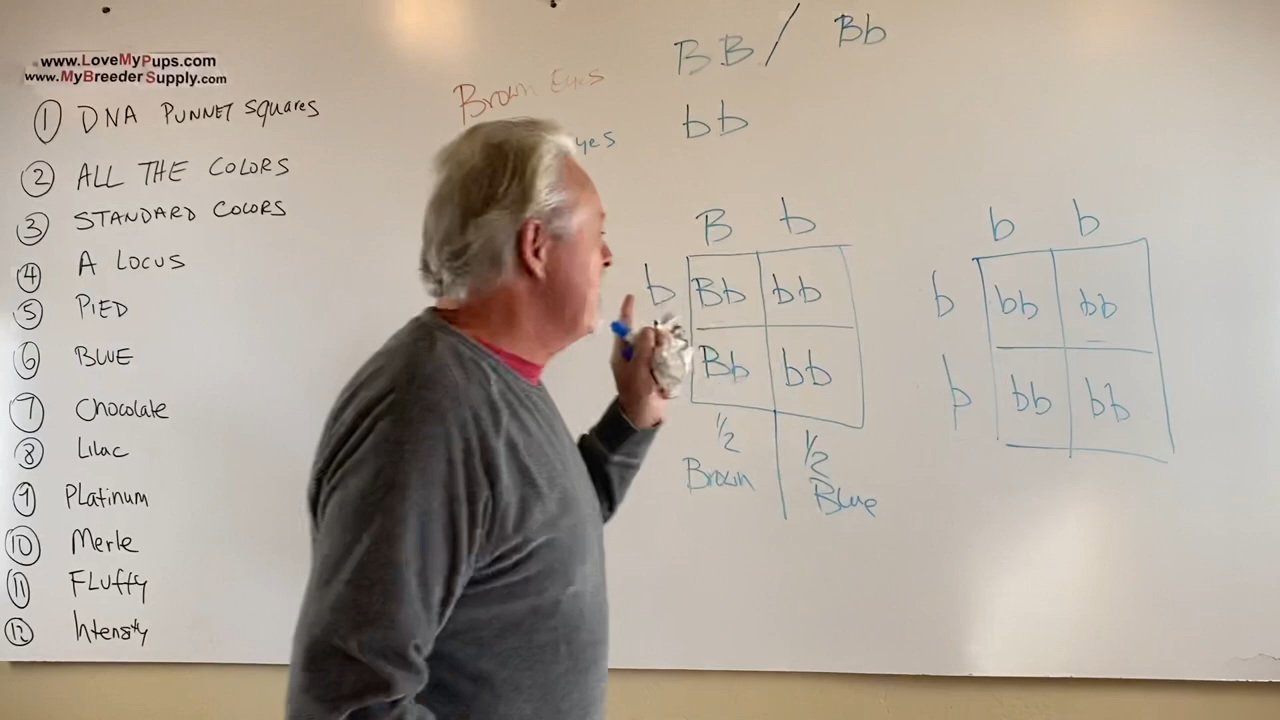 www.LoveMyPups.com
www.MyBreederSupply.com
① DNA PUNNET Squares
② ALL THE COLORS
③ STANDARD COLORS
④ A LOCUS
⑤ PIED
⑥ BLUE
⑦ Chocolate
⑧ Lilac
⑨ Platinum
⑩ Merle
⑪ FLuffy
⑫ Intensity
Brown Eyes BB / Bb
yes bb
B b
b Bb bb
Bb bb
1/2 Brown
1/2 Blue
b b
b bb bb
b bb bb